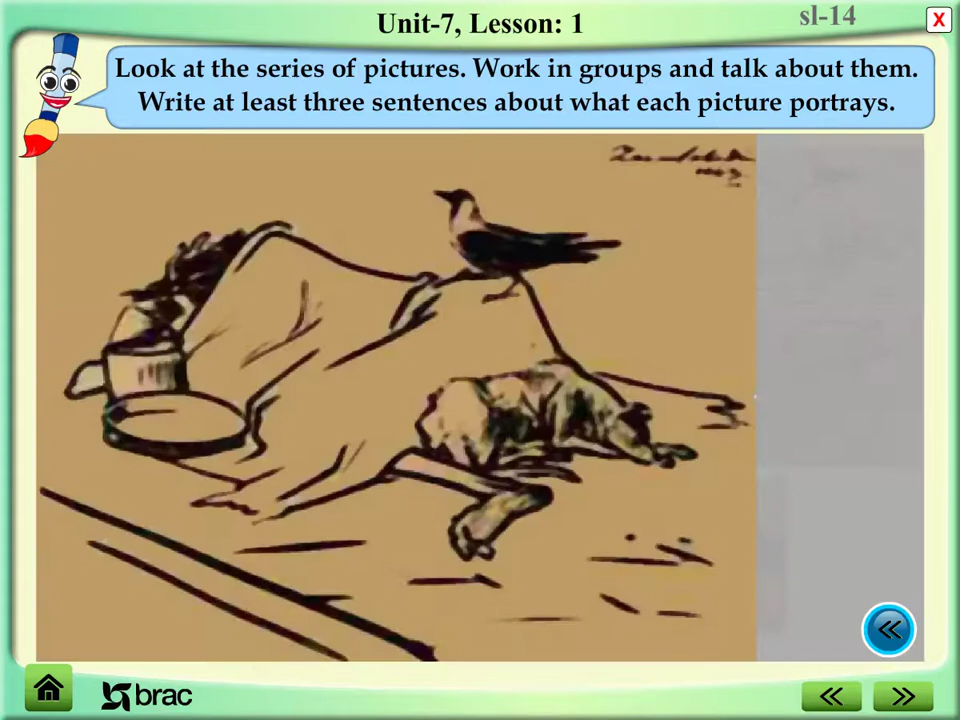 Unit-7, Lesson: 1
sl-14
X
Look at the series of pictures. Work in groups and talk about them.
Write at least three sentences about what each picture portrays.
brac